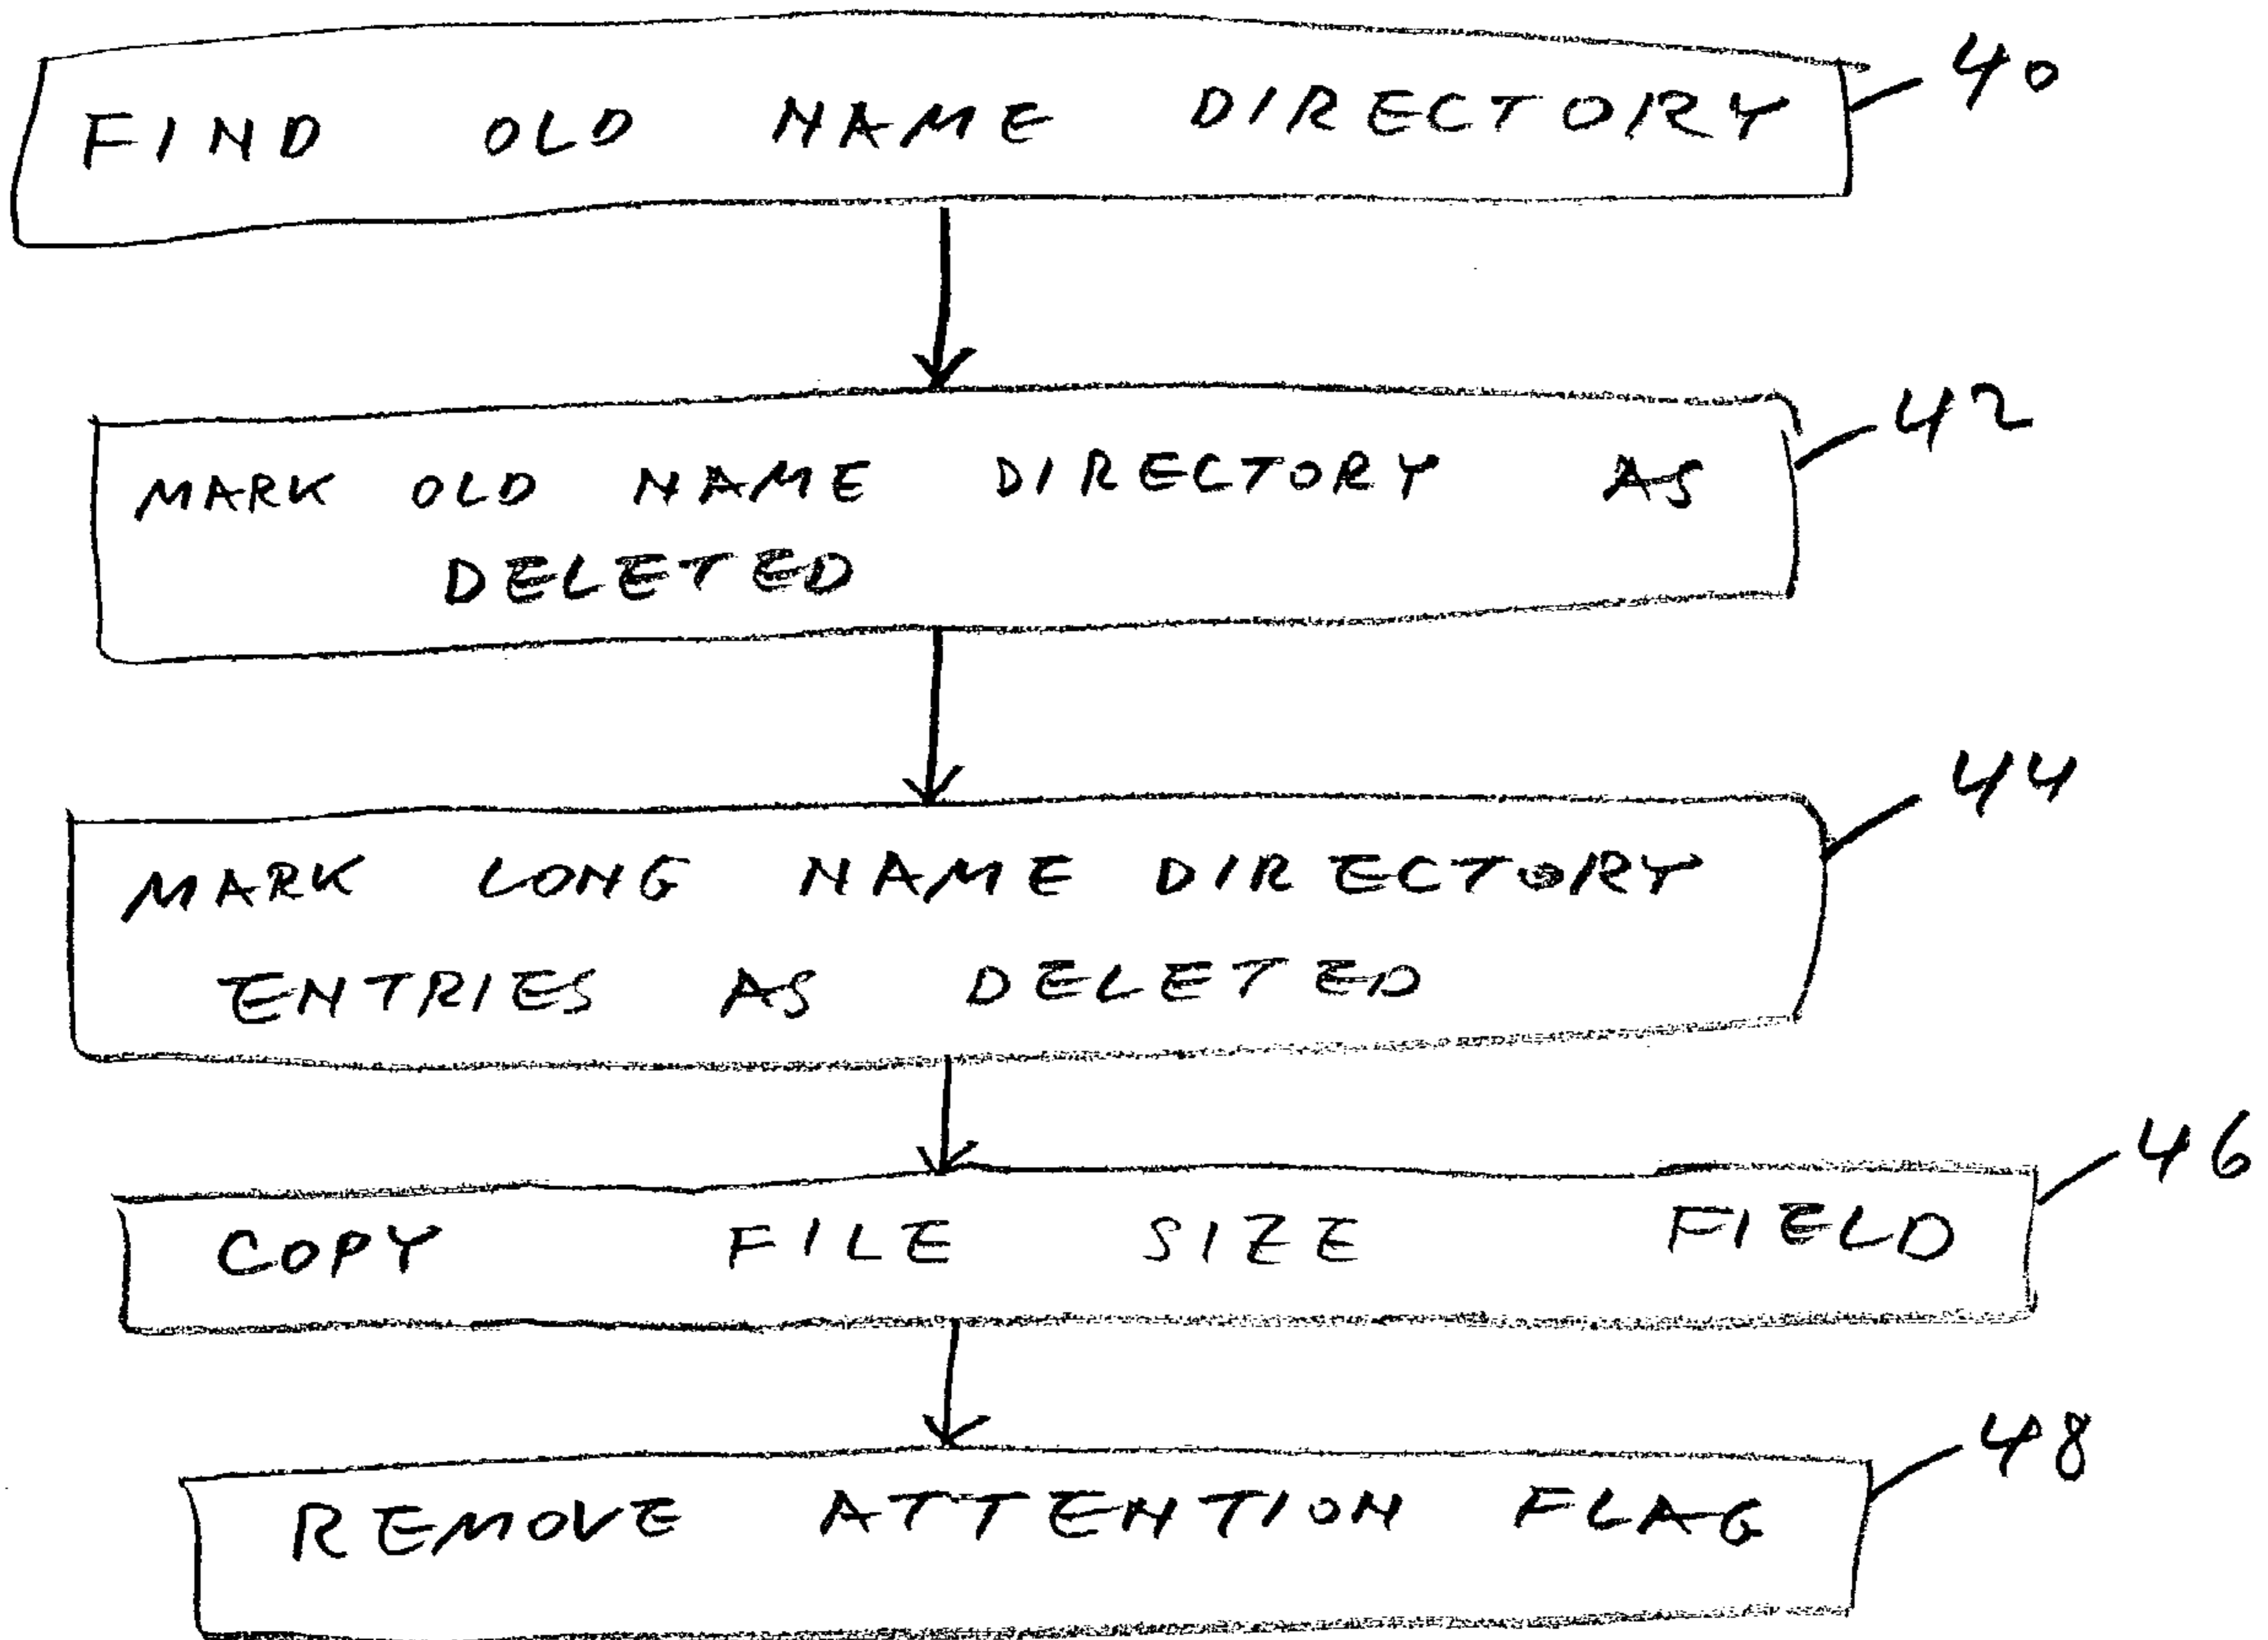 FIND OLD NAME DIRECTORY 40
MARK OLD NAME DIRECTORY AS 42
DELETED
MARK LONG NAME DIRECTORY 44
ENTRIES AS DELETED
COPY FILE SIZE FIELD 46
REMOVE ATTENTION FLAG 48